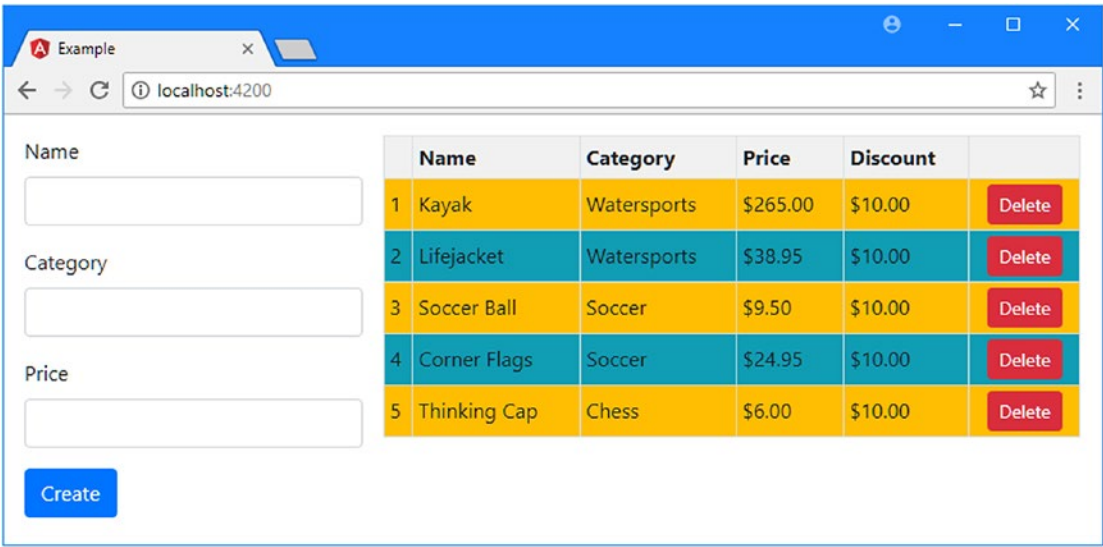 Example
localhost:4200
Name
Category
Price
Create
Name Category Price Discount
1 Kayak Watersports $265.00 $10.00 Delete
2 Lifejacket Watersports $38.95 $10.00 Delete
3 Soccer Ball Soccer $9.50 $10.00 Delete
4 Corner Flags Soccer $24.95 $10.00 Delete
5 Thinking Cap Chess $6.00 $10.00 Delete